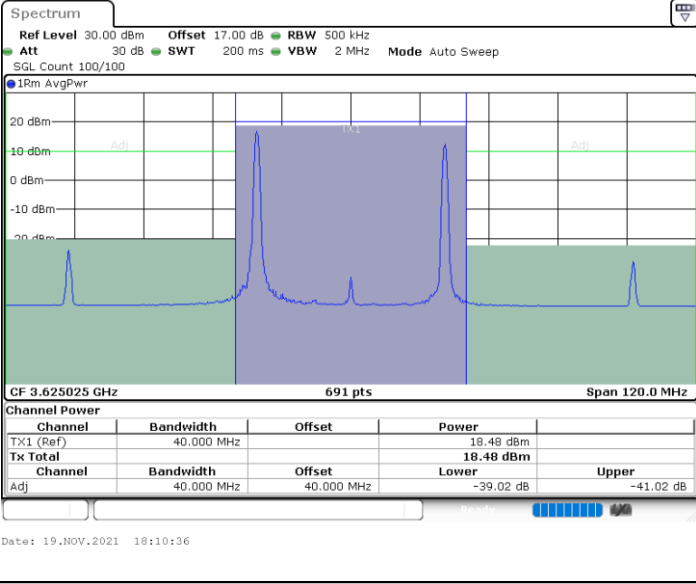 Spectrum
Ref Level 30.00 dBm Offset 17.00 dB RBW 500 kHz
Att 30 dB SWT 200 ms VBW 2 MHz Mode Auto Sweep
SGL Count 100/100
1Rm AvgPwr
20 dBm
TX1
Adj Adj
10 dBm
0 dBm
-10 dBm
-20 dBm
CF 3.625025 GHz 691 pts Span 120.0 MHz
Channel Power
Channel Bandwidth Offset Power
TX1 (Ref) 40.000 MHz 18.48 dBm
Tx Total 18.48 dBm
Channel Bandwidth Offset Lower Upper
Adj 40.000 MHz 40.000 MHz -39.02 dB -41.02 dB
Ready
Date: 19.NOV.2021 18:10:36